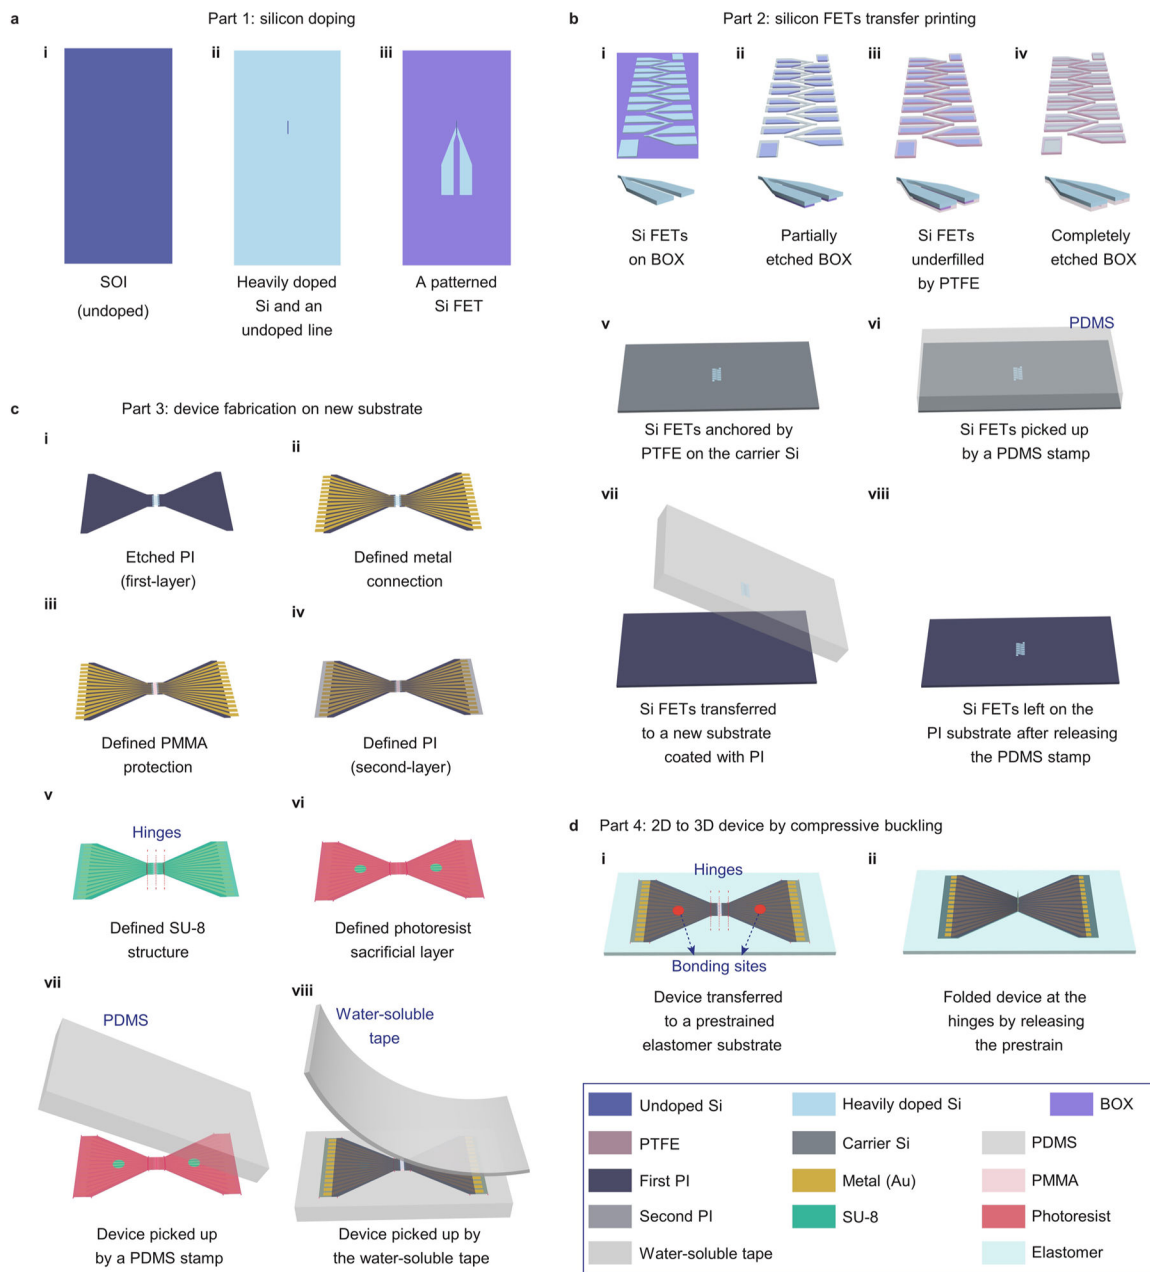 a Part 1: silicon doping
i ii iii
SOI
(undoped)
Heavily doped
Si and an
undoped line
A patterned
Si FET
b Part 2: silicon FETs transfer printing
i ii iii iv
Si FETs
on BOX
Partially
etched BOX
Si FETs
underfilled
by PTFE
Completely
etched BOX
v
Si FETs anchored by
PTFE on the carrier Si
vi
PDMS
Si FETs picked up
by a PDMS stamp
vii
Si FETs transferred
to a new substrate
coated with PI
viii
Si FETs left on the
PI substrate after releasing
the PDMS stamp
c Part 3: device fabrication on new substrate
i
Etched PI
(first-layer)
ii
Defined metal
connection
iii
Defined PMMA
protection
iv
Defined PI
(second-layer)
v
Hinges
Defined SU-8
structure
vi
Defined photoresist
sacrificial layer
vii
PDMS
Device picked up
by a PDMS stamp
viii
Water-soluble
tape
Device picked up by
the water-soluble tape
d Part 4: 2D to 3D device by compressive buckling
i
Hinges
Bonding sites
Device transferred
to a prestrained
elastomer substrate
ii
Folded device at the
hinges by releasing
the prestrain
Undoped Si Heavily doped Si BOX
PTFE Carrier Si PDMS
First PI Metal (Au) PMMA
Second PI SU-8 Photoresist
Water-soluble tape Elastomer